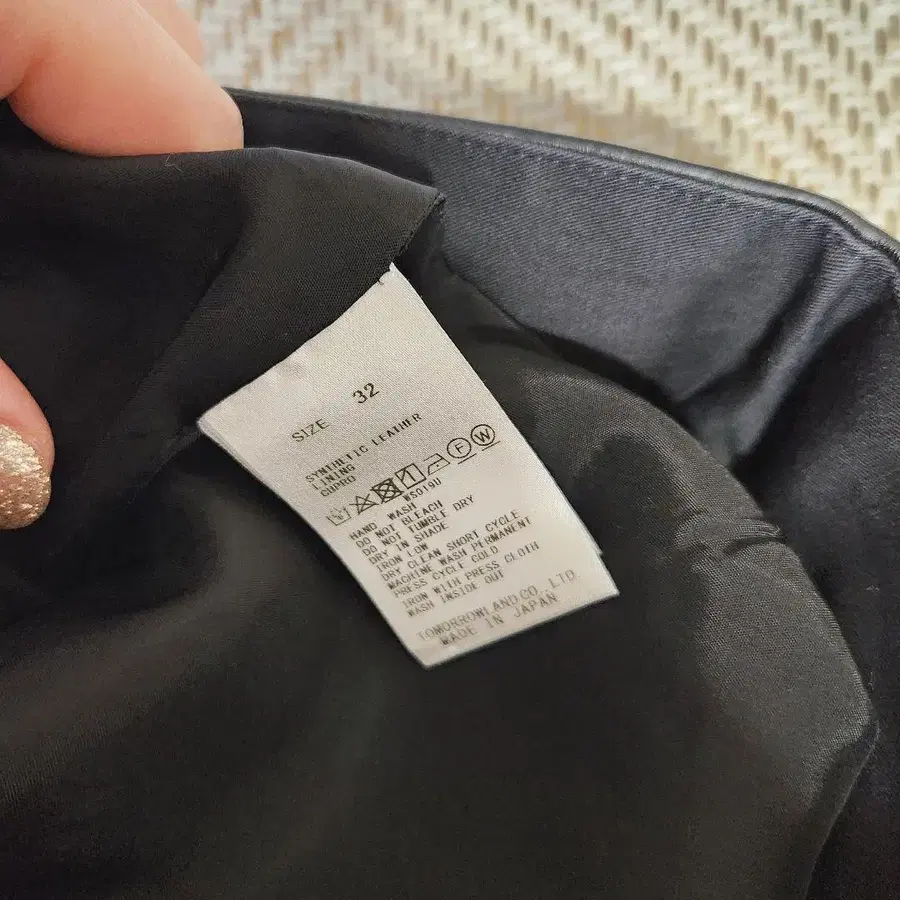 SIZE 32
SYNTHETIC LEATHER
LINING
CUPRO
F W
WS019U
HAND WASH
DO NOT BLEACH
DO NOT TUMBLE DRY
DRY IN SHADE
IRON LOW
DRY CLEAN SHORT CYCLE
MACHINE WASH PERMANENT
PRESS CYCLE COLD
IRON WITH PRESS CLOTH
WASH INSIDE OUT
TOMORROWLAND CO., LTD.
MADE IN JAPAN